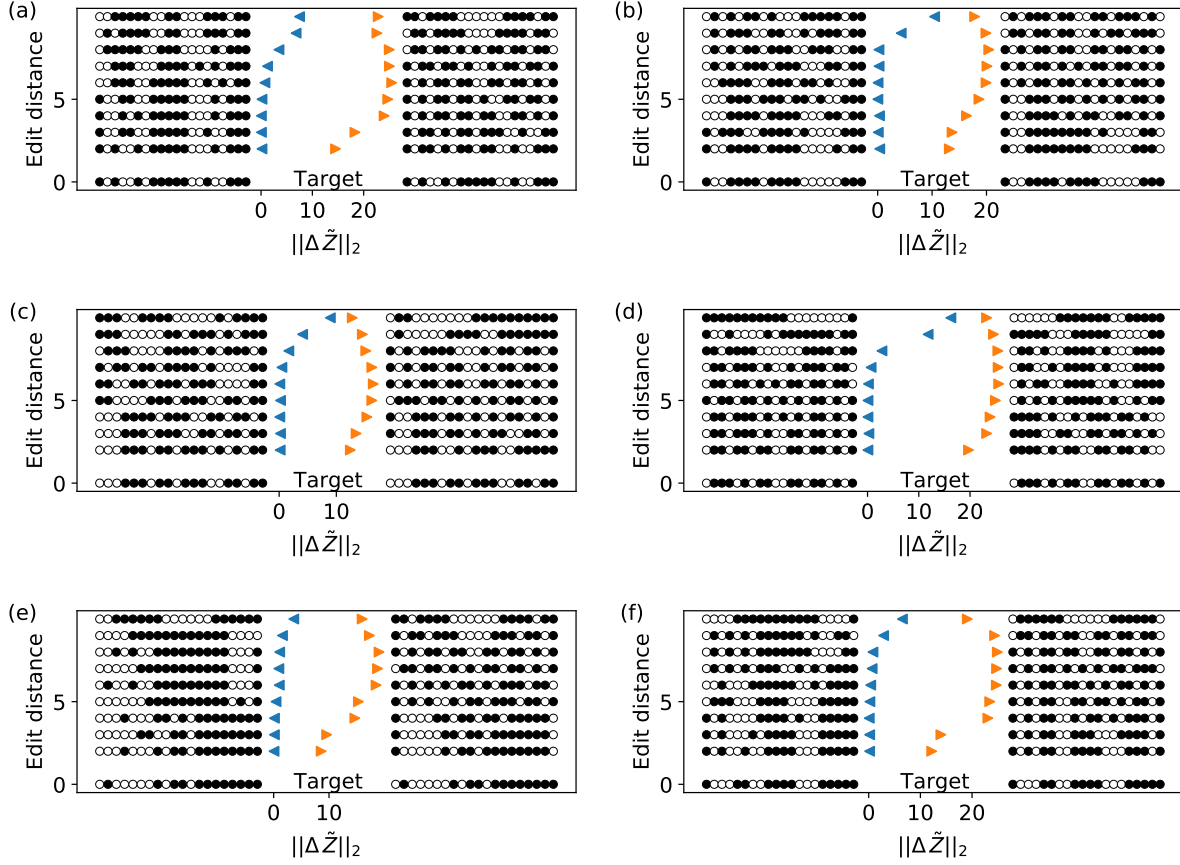 (a)
Edit distance
5
0
Target
0 10 20
||ΔZ̃||₂
(b)
Edit distance
5
0
Target
0 10 20
||ΔZ̃||₂
(c)
Edit distance
5
0
Target
0 10
||ΔZ̃||₂
(d)
Edit distance
5
0
Target
0 10 20
||ΔZ̃||₂
(e)
Edit distance
5
0
Target
0 10
||ΔZ̃||₂
(f)
Edit distance
5
0
Target
0 10 20
||ΔZ̃||₂